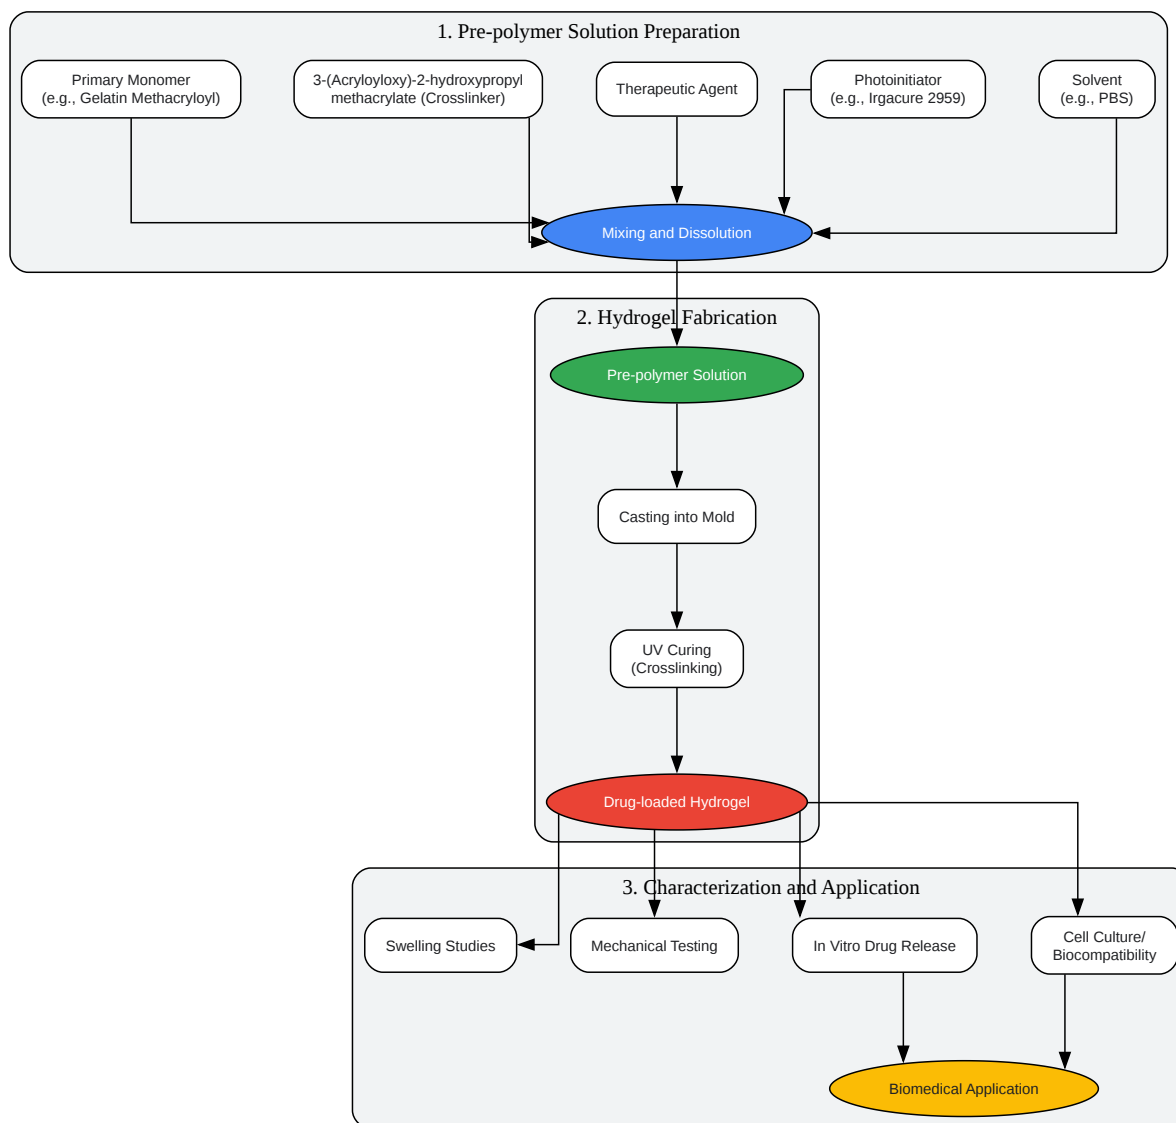 1. Pre-polymer Solution Preparation
Primary Monomer
(e.g., Gelatin Methacryloyl)
3-(Acryloyloxy)-2-hydroxypropyl
methacrylate (Crosslinker)
Therapeutic Agent
Photoinitiator
(e.g., Irgacure 2959)
Solvent
(e.g., PBS)
Mixing and Dissolution
2. Hydrogel Fabrication
Pre-polymer Solution
Casting into Mold
UV Curing
(Crosslinking)
Drug-loaded Hydrogel
3. Characterization and Application
Swelling Studies
Mechanical Testing
In Vitro Drug Release
Cell Culture/
Biocompatibility
Biomedical Application